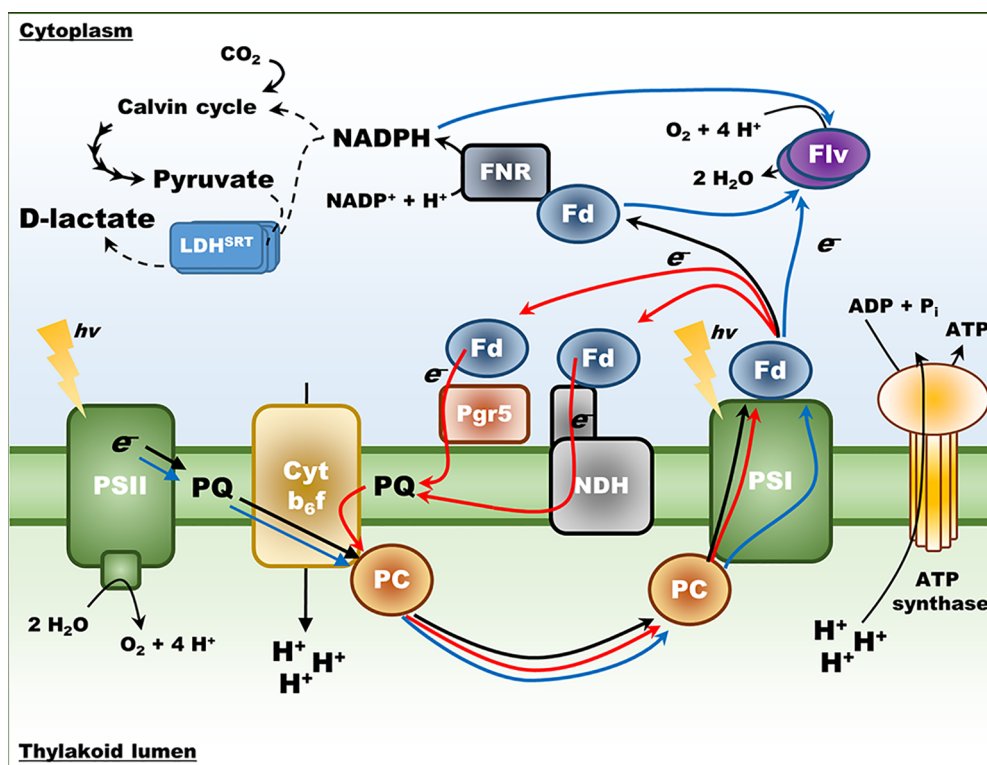 Cytoplasm
CO₂
Calvin cycle
NADPH
O₂ + 4 H⁺
Flv
2 H₂O
FNR
NADP⁺ + H⁺
Pyruvate
D-lactate
LDHˢᴿᵀ
Fd
e⁻
e⁻
hv
hv
ADP + Pᵢ
ATP
Fd
Fd
Fd
e⁻
Pgr5
e⁻
e⁻
PSII
PQ
Cyt
b₆f
PQ
NDH
PSI
PC
PC
ATP
synthase
2 H₂O
O₂ + 4 H⁺
H⁺
H⁺
H⁺
H⁺
H⁺
H⁺
Thylakoid lumen